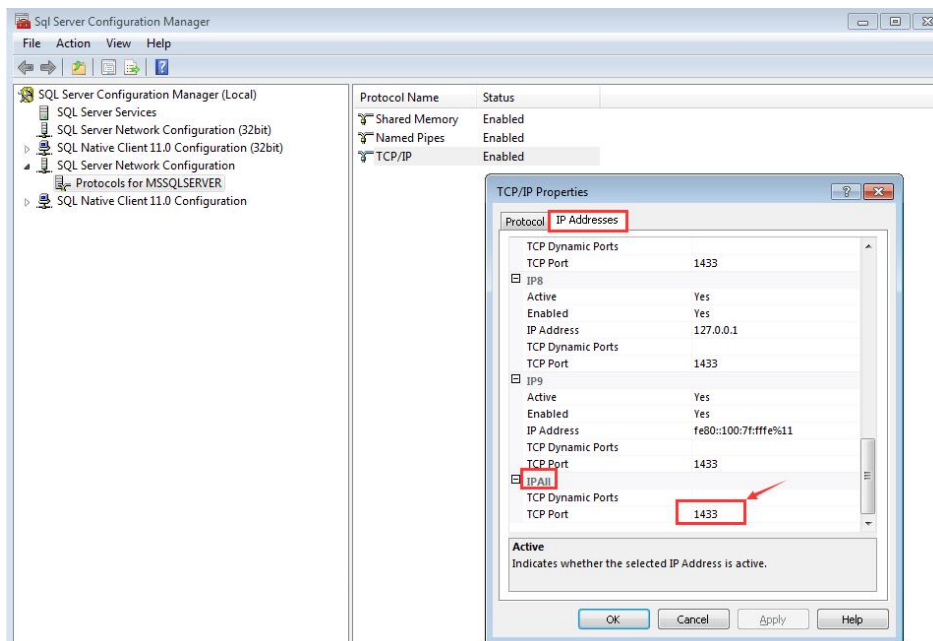 Sql Server Configuration Manager
File Action View Help
SQL Server Configuration Manager (Local)
SQL Server Services
SQL Server Network Configuration (32bit)
SQL Native Client 11.0 Configuration (32bit)
SQL Server Network Configuration
Protocols for MSSQLSERVER
SQL Native Client 11.0 Configuration
Protocol Name Status
Shared Memory Enabled
Named Pipes Enabled
TCP/IP Enabled
TCP/IP Properties
Protocol IP Addresses
TCP Dynamic Ports
TCP Port 1433
IP8
Active Yes
Enabled Yes
IP Address 127.0.0.1
TCP Dynamic Ports
TCP Port 1433
IP9
Active Yes
Enabled Yes
IP Address fe80::100:7f:fffe%11
TCP Dynamic Ports
TCP Port 1433
IPAll
TCP Dynamic Ports
TCP Port 1433
Active
Indicates whether the selected IP Address is active.
OK Cancel Apply Help